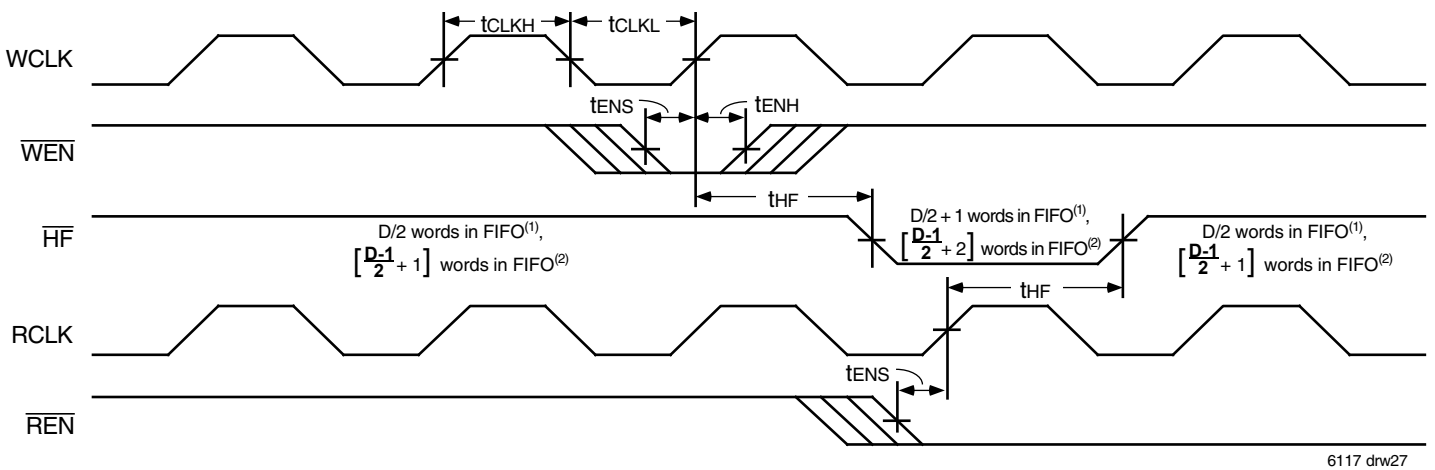 tCLKH
tCLKL
WCLK
tENS
tENH
WEN
tHF
HF
D/2 words in FIFO(1),
[D-1/2 + 1] words in FIFO(2)
D/2 + 1 words in FIFO(1),
[D-1/2 + 2] words in FIFO(2)
D/2 words in FIFO(1),
[D-1/2 + 1] words in FIFO(2)
tHF
RCLK
tENS
REN
6117 drw27